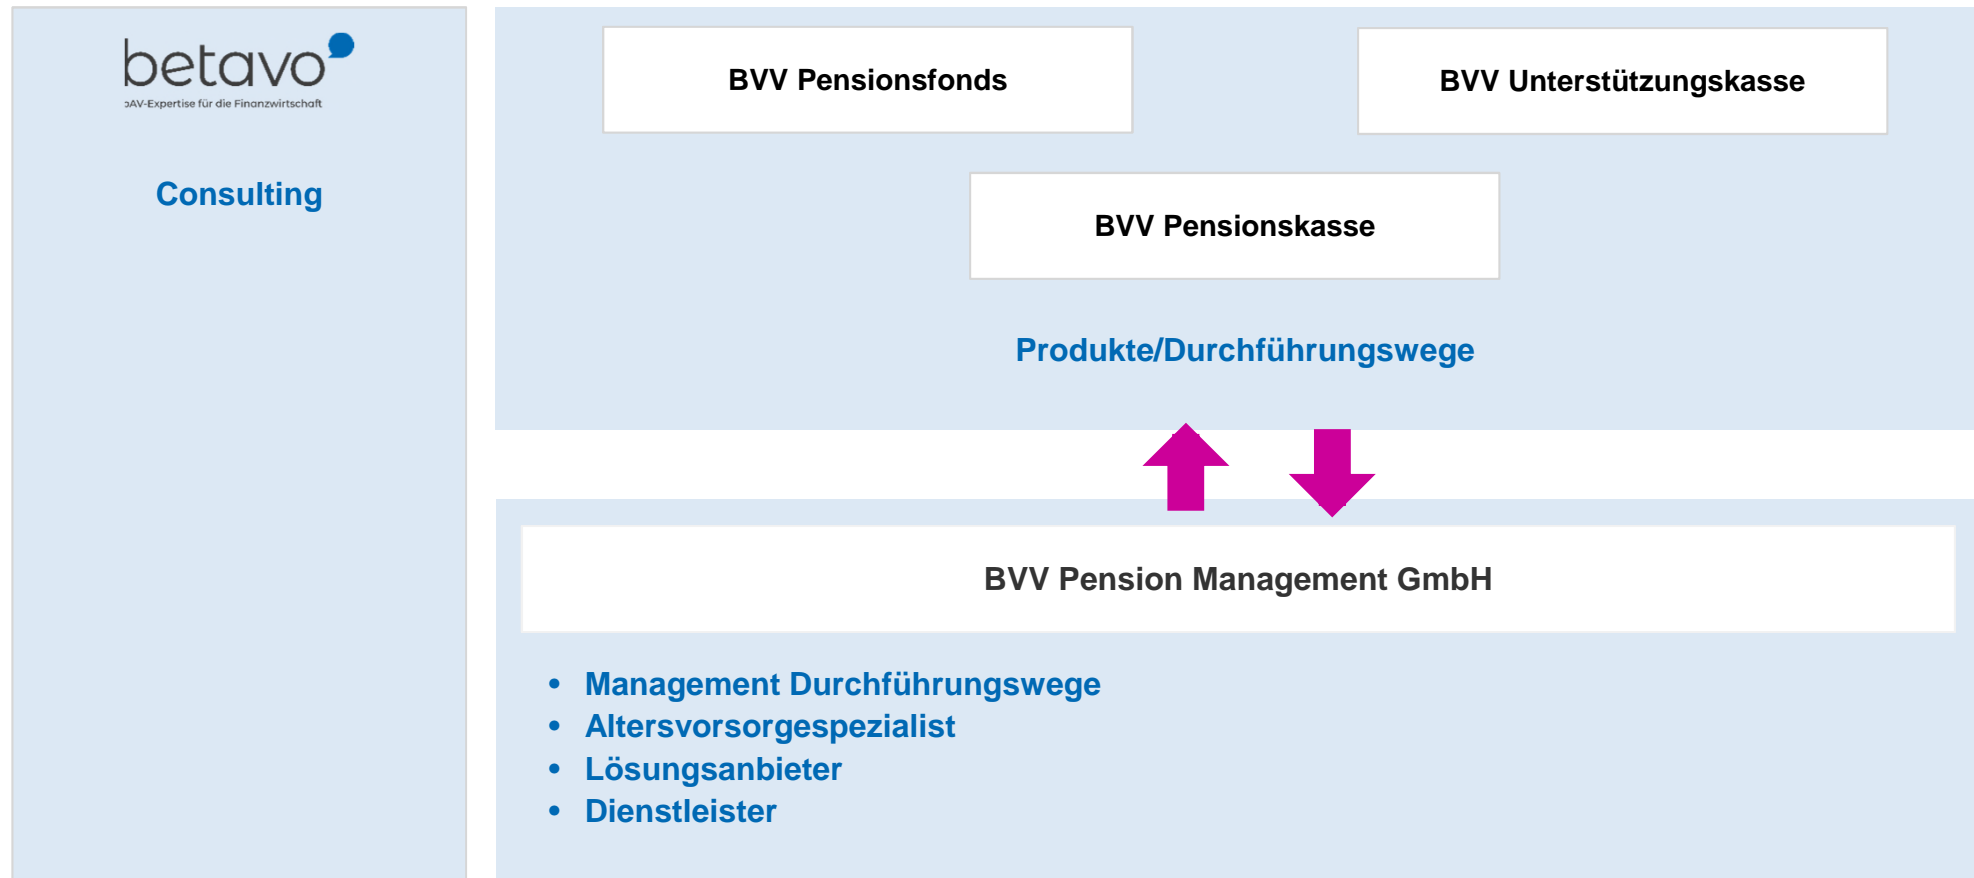 betavo
bAV-Expertise für die Finanzwirtschaft
Consulting
BVV Pensionsfonds
BVV Unterstützungskasse
BVV Pensionskasse
Produkte/Durchführungswege
BVV Pension Management GmbH
• Management Durchführungswege
• Altersvorsorgespezialist
• Lösungsanbieter
• Dienstleister